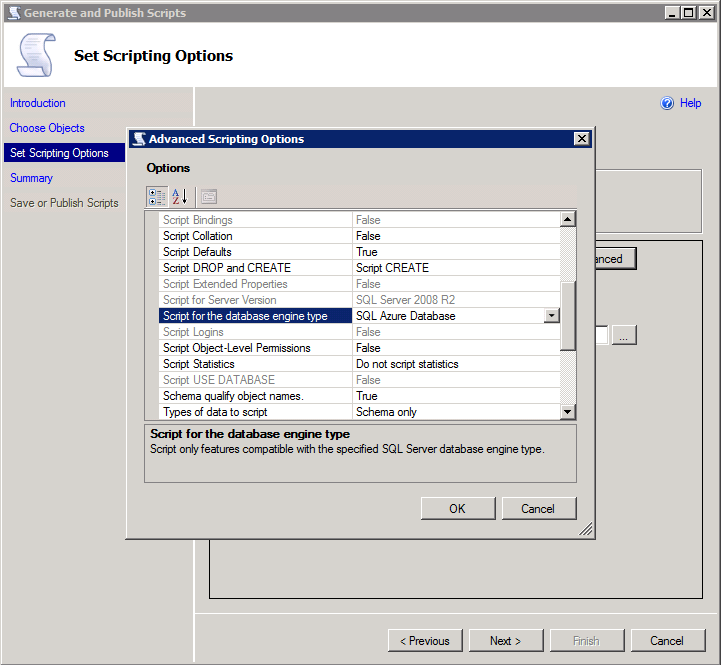 Generate and Publish Scripts
Set Scripting Options
Help
Introduction
Choose Objects
Set Scripting Options
Summary
Save or Publish Scripts
Advanced Scripting Options
Options
Script Bindings False
Script Collation False
Script Defaults True
Script DROP and CREATE Script CREATE
Script Extended Properties False
Script for Server Version SQL Server 2008 R2
Script for the database engine type SQL Azure Database
Script Logins False
Script Object-Level Permissions False
Script Statistics Do not script statistics
Script USE DATABASE False
Schema qualify object names. True
Types of data to script Schema only
Script for the database engine type
Script only features compatible with the specified SQL Server database engine type.
OK Cancel
anced
...
< Previous Next > Finish Cancel